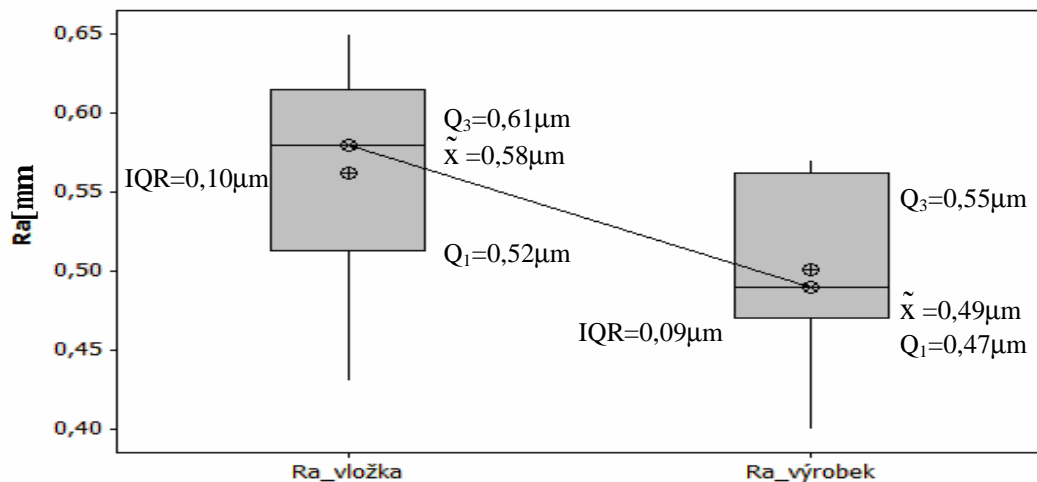 0,65
0,60
0,55
0,50
0,45
0,40
Ra[mm
Q₃=0,61μm
x̃ =0,58μm
IQR=0,10μm
Q₁=0,52μm
Q₃=0,55μm
x̃ =0,49μm
IQR=0,09μm
Q₁=0,47μm
Ra_vložka
Ra_výrobek